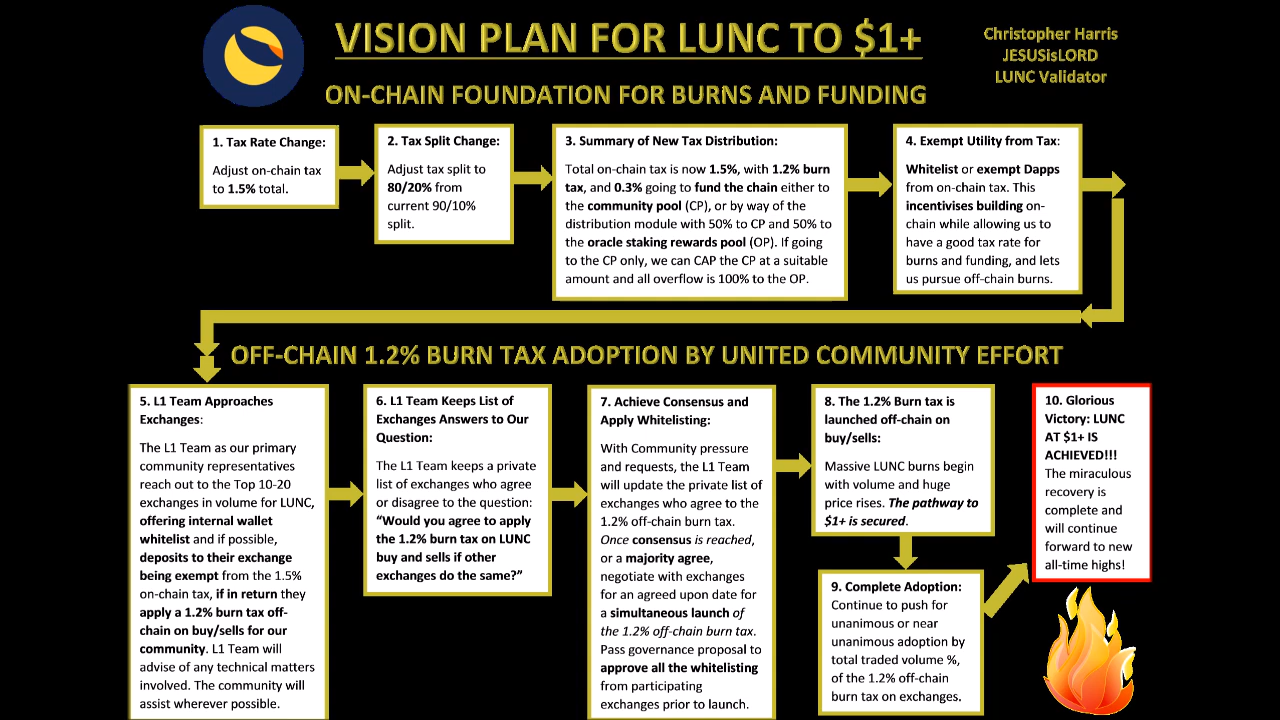 VISION PLAN FOR LUNC TO $1+
Christopher Harris
JESUSisLORD
LUNC Validator
ON-CHAIN FOUNDATION FOR BURNS AND FUNDING
1. Tax Rate Change:
Adjust on-chain tax
to 1.5% total.
2. Tax Split Change:
Adjust tax split to
80/20% from
current 90/10%
split.
3. Summary of New Tax Distribution:
Total on-chain tax is now 1.5%, with 1.2% burn
tax, and 0.3% going to fund the chain either to
the community pool (CP), or by way of the
distribution module with 50% to CP and 50% to
the oracle staking rewards pool (OP). If going
to the CP only, we can CAP the CP at a suitable
amount and all overflow is 100% to the OP.
4. Exempt Utility from Tax:
Whitelist or exempt Dapps
from on-chain tax. This
incentivises building on-
chain while allowing us to
have a good tax rate for
burns and funding, and lets
us pursue off-chain burns.
OFF-CHAIN 1.2% BURN TAX ADOPTION BY UNITED COMMUNITY EFFORT
5. L1 Team Approaches
Exchanges:
The L1 Team as our primary
community representatives
reach out to the Top 10-20
exchanges in volume for LUNC,
offering internal wallet
whitelist and if possible,
deposits to their exchange
being exempt from the 1.5%
on-chain tax, if in return they
apply a 1.2% burn tax off-
chain on buy/sells for our
community. L1 Team will
advise of any technical matters
involved. The community will
assist wherever possible.
6. L1 Team Keeps List of
Exchanges Answers to Our
Question:
The L1 Team keeps a private
list of exchanges who agree
or disagree to the question:
“Would you agree to apply
the 1.2% burn tax on LUNC
buy and sells if other
exchanges do the same?”
7. Achieve Consensus and
Apply Whitelisting:
With Community pressure
and requests, the L1 Team
will update the private list of
exchanges who agree to the
1.2% off-chain burn tax.
Once consensus is reached,
or a majority agree,
negotiate with exchanges
for an agreed upon date for
a simultaneous launch of
the 1.2% off-chain burn tax.
Pass governance proposal to
approve all the whitelisting
from participating
exchanges prior to launch.
8. The 1.2% Burn tax is
launched off-chain on
buy/sells:
Massive LUNC burns begin
with volume and huge
price rises. The pathway to
$1+ is secured.
9. Complete Adoption:
Continue to push for
unanimous or near
unanimous adoption by
total traded volume %,
of the 1.2% off-chain
burn tax on exchanges.
10. Glorious
Victory: LUNC
AT $1+ IS
ACHIEVED!!!
The miraculous
recovery is
complete and
will continue
forward to new
all-time highs!